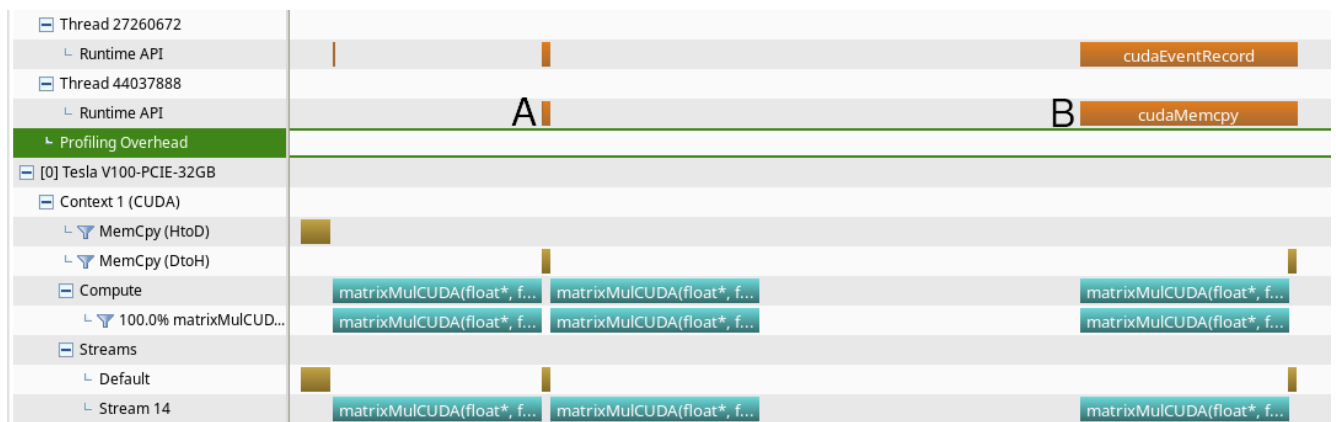 Thread 27260672
Runtime API
cudaEventRecord
Thread 44037888
Runtime API
A
B
cudaMemcpy
Profiling Overhead
[0] Tesla V100-PCIE-32GB
Context 1 (CUDA)
MemCpy (HtoD)
MemCpy (DtoH)
Compute
matrixMulCUDA(float*, f...
matrixMulCUDA(float*, f...
matrixMulCUDA(float*, f...
100.0% matrixMulCUD...
matrixMulCUDA(float*, f...
matrixMulCUDA(float*, f...
matrixMulCUDA(float*, f...
Streams
Default
Stream 14
matrixMulCUDA(float*, f...
matrixMulCUDA(float*, f...
matrixMulCUDA(float*, f...